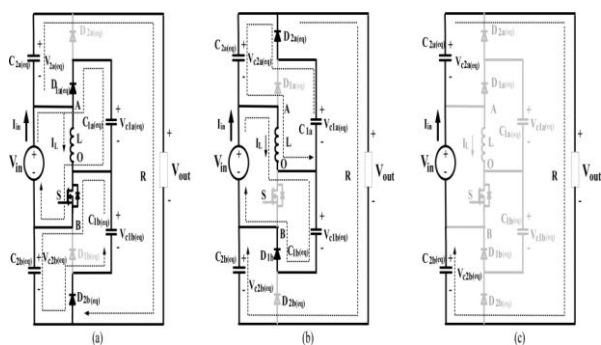 D2a(eq)
C2a(eq)
+
V2a(eq)
-
D1a(eq)
A
Iin
C1a(eq)
+
Vc1a(eq)
-
IL
L
O
Vin
S
R
+
Vout
-
B
C1b(eq)
+
Vc1b(eq)
-
C2b(eq)
+
Vc2b(eq)
-
D1b(eq)
D2b(eq)
(a)
D2a(eq)
C2a(eq)
+
Vc2a(eq)
-
D1a(eq)
A
Iin
C1a
+
Vc1a(eq)
-
IL
L
O
Vin
S
R
+
Vout
-
B
D1b
C1b(eq)
+
Vc1b(eq)
-
C2b(eq)
+
Vc2b(eq)
-
D2b(eq)
(b)
D2a(eq)
C2a(eq)
+
Vc2a(eq)
-
D1a(eq)
A
Iin
C1a(eq)
+
Vc1a(eq)
-
IL
L
O
Vin
S
R
+
Vout
-
B
C1b(eq)
+
Vc1b(eq)
-
C2b(eq)
+
Vc2b(eq)
-
D1b(eq)
D2b(eq)
(c)